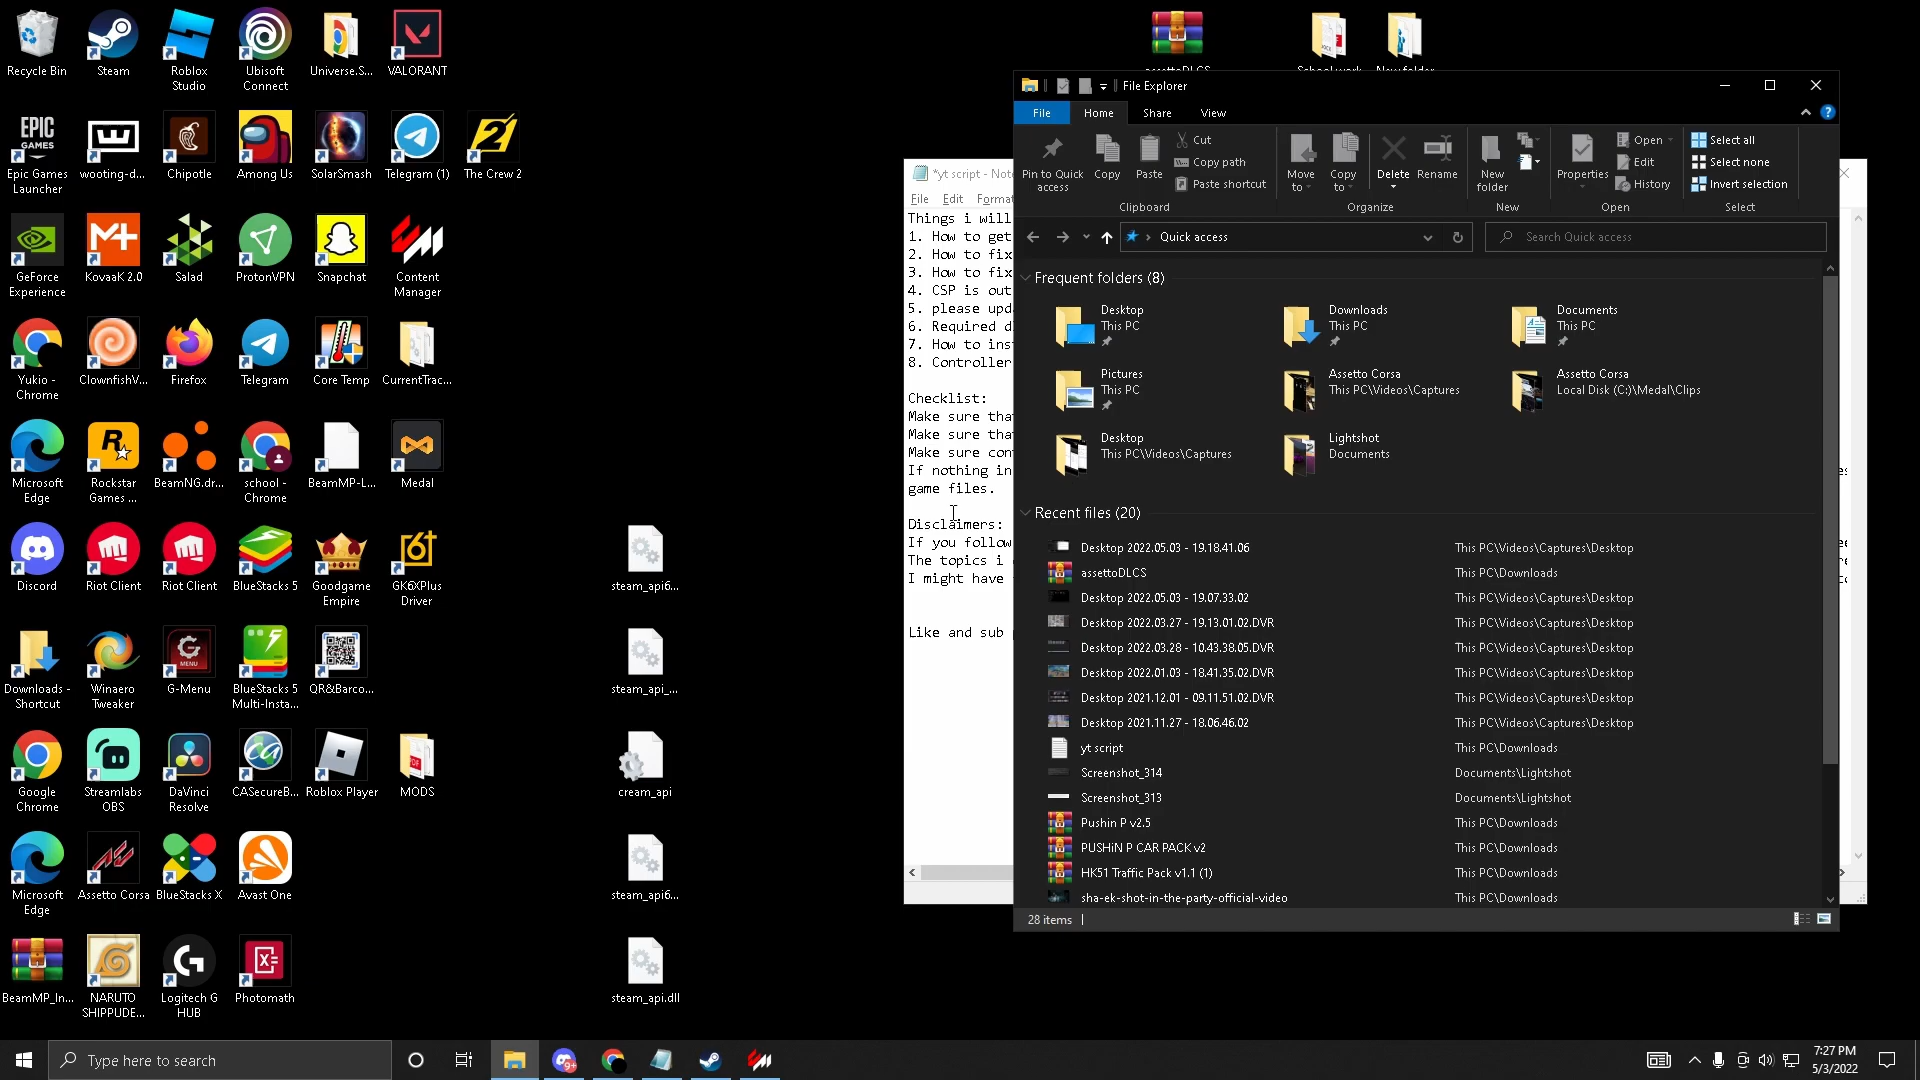 Recycle Bin
Steam
Roblox
Studio
Ubisoft
Connect
Universe.S...
VALORANT
EPIC
GAMES
Epic Games
Launcher
wooting-d...
Chipotle
Among Us
SolarSmash
Telegram (1)
The Crew 2
GeForce
Experience
KovaaK 2.0
Salad
ProtonVPN
Snapchat
Content
Manager
Yukio -
Chrome
ClownfishV...
Firefox
Telegram
Core Temp
CurrentTrac...
Microsoft
Edge
Rockstar
Games ...
BeamNG.dr...
school -
Chrome
BeamMP-L...
Medal
Discord
Riot Client
Riot Client
BlueStacks 5
Goodgame
Empire
GK6XPlus
Driver
Downloads -
Shortcut
Winaero
Tweaker
G-Menu
BlueStacks 5
Multi-Insta...
QR&Barco...
Google
Chrome
Streamlabs
OBS
DaVinci
Resolve
CASecureB...
Roblox Player
MODS
Microsoft
Edge
Assetto Corsa
BlueStacks X
Avast One
BeamMP_In...
NARUTO
SHIPPUDE...
Logitech G
HUB
Photomath
steam_api6...
steam_api_...
cream_api
steam_api6...
steam_api.dll
assettoDLCS
School work
New folder
*yt script - Note
File Edit Format
Things i will
1. How to get
2. How to fix
3. How to fix
4. CSP is out
5. please upda
6. Required d
7. How to inst
8. Controller
Checklist:
Make sure that
Make sure that
Make sure con
If nothing in
game files.
Disclaimers:
If you follow
The topics i
I might have
Like and sub
File Explorer
File Home Share View
Pin to Quick
access
Copy
Paste
Cut
Copy path
Paste shortcut
Clipboard
Move
to
Copy
to
Delete
Rename
Organize
New
folder
New
Properties
Open
Edit
History
Open
Select all
Select none
Invert selection
Select
Quick access
Search Quick access
Frequent folders (8)
Desktop
This PC
Downloads
This PC
Documents
This PC
Pictures
This PC
Assetto Corsa
This PC\Videos\Captures
Assetto Corsa
Local Disk (C:)\Medal\Clips
Desktop
This PC\Videos\Captures
Lightshot
Documents
Recent files (20)
Desktop 2022.05.03 - 19.18.41.06 This PC\Videos\Captures\Desktop
assettoDLCS This PC\Downloads
Desktop 2022.05.03 - 19.07.33.02 This PC\Videos\Captures\Desktop
Desktop 2022.03.27 - 19.13.01.02.DVR This PC\Videos\Captures\Desktop
Desktop 2022.03.28 - 10.43.38.05.DVR This PC\Videos\Captures\Desktop
Desktop 2022.01.03 - 18.41.35.02.DVR This PC\Videos\Captures\Desktop
Desktop 2021.12.01 - 09.11.51.02.DVR This PC\Videos\Captures\Desktop
Desktop 2021.11.27 - 18.06.46.02 This PC\Videos\Captures\Desktop
yt script This PC\Downloads
Screenshot_314 Documents\Lightshot
Screenshot_313 Documents\Lightshot
Pushin P v2.5 This PC\Downloads
PUSHiN P CAR PACK v2 This PC\Downloads
HK51 Traffic Pack v1.1 (1) This PC\Downloads
sha-ek-shot-in-the-party-official-video This PC\Downloads
28 items
Type here to search
7:27 PM
5/3/2022